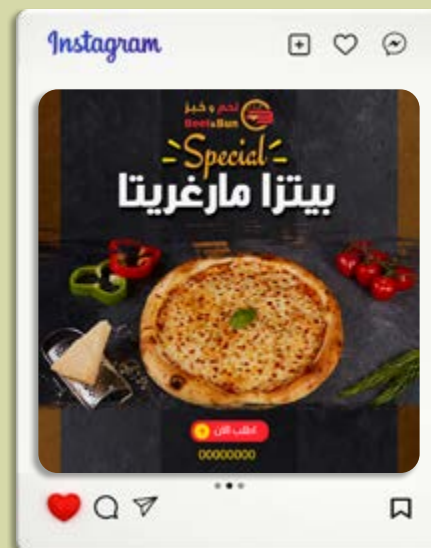 Instagram
لحم و خبز
Beef&Bun
Special
بيتزا مارغريتا
اطلب الان
00000000